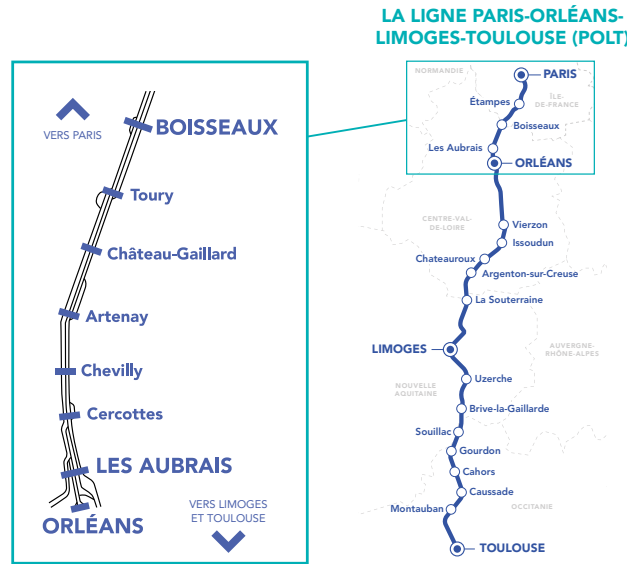 LA LIGNE PARIS-ORLÉANS-
LIMOGES-TOULOUSE (POLT)
VERS PARIS
BOISSEAUX
Toury
Château-Gaillard
Artenay
Chevilly
Cercottes
LES AUBRAIS
ORLÉANS
VERS LIMOGES
ET TOULOUSE
NORMANDIE
PARIS
Étampes
ÎLE-
DE-FRANCE
Boisseaux
Les Aubrais
ORLÉANS
CENTRE-VAL-
DE-LOIRE
Vierzon
Issoudun
Chateauroux
Argenton-sur-Creuse
La Souterraine
LIMOGES
AUVERGNE-
RHÔNE-ALPES
Uzerche
NOUVELLE
AQUITAINE
Brive-la-Gaillarde
Souillac
Gourdon
Cahors
Caussade
Montauban
OCCITANIE
TOULOUSE